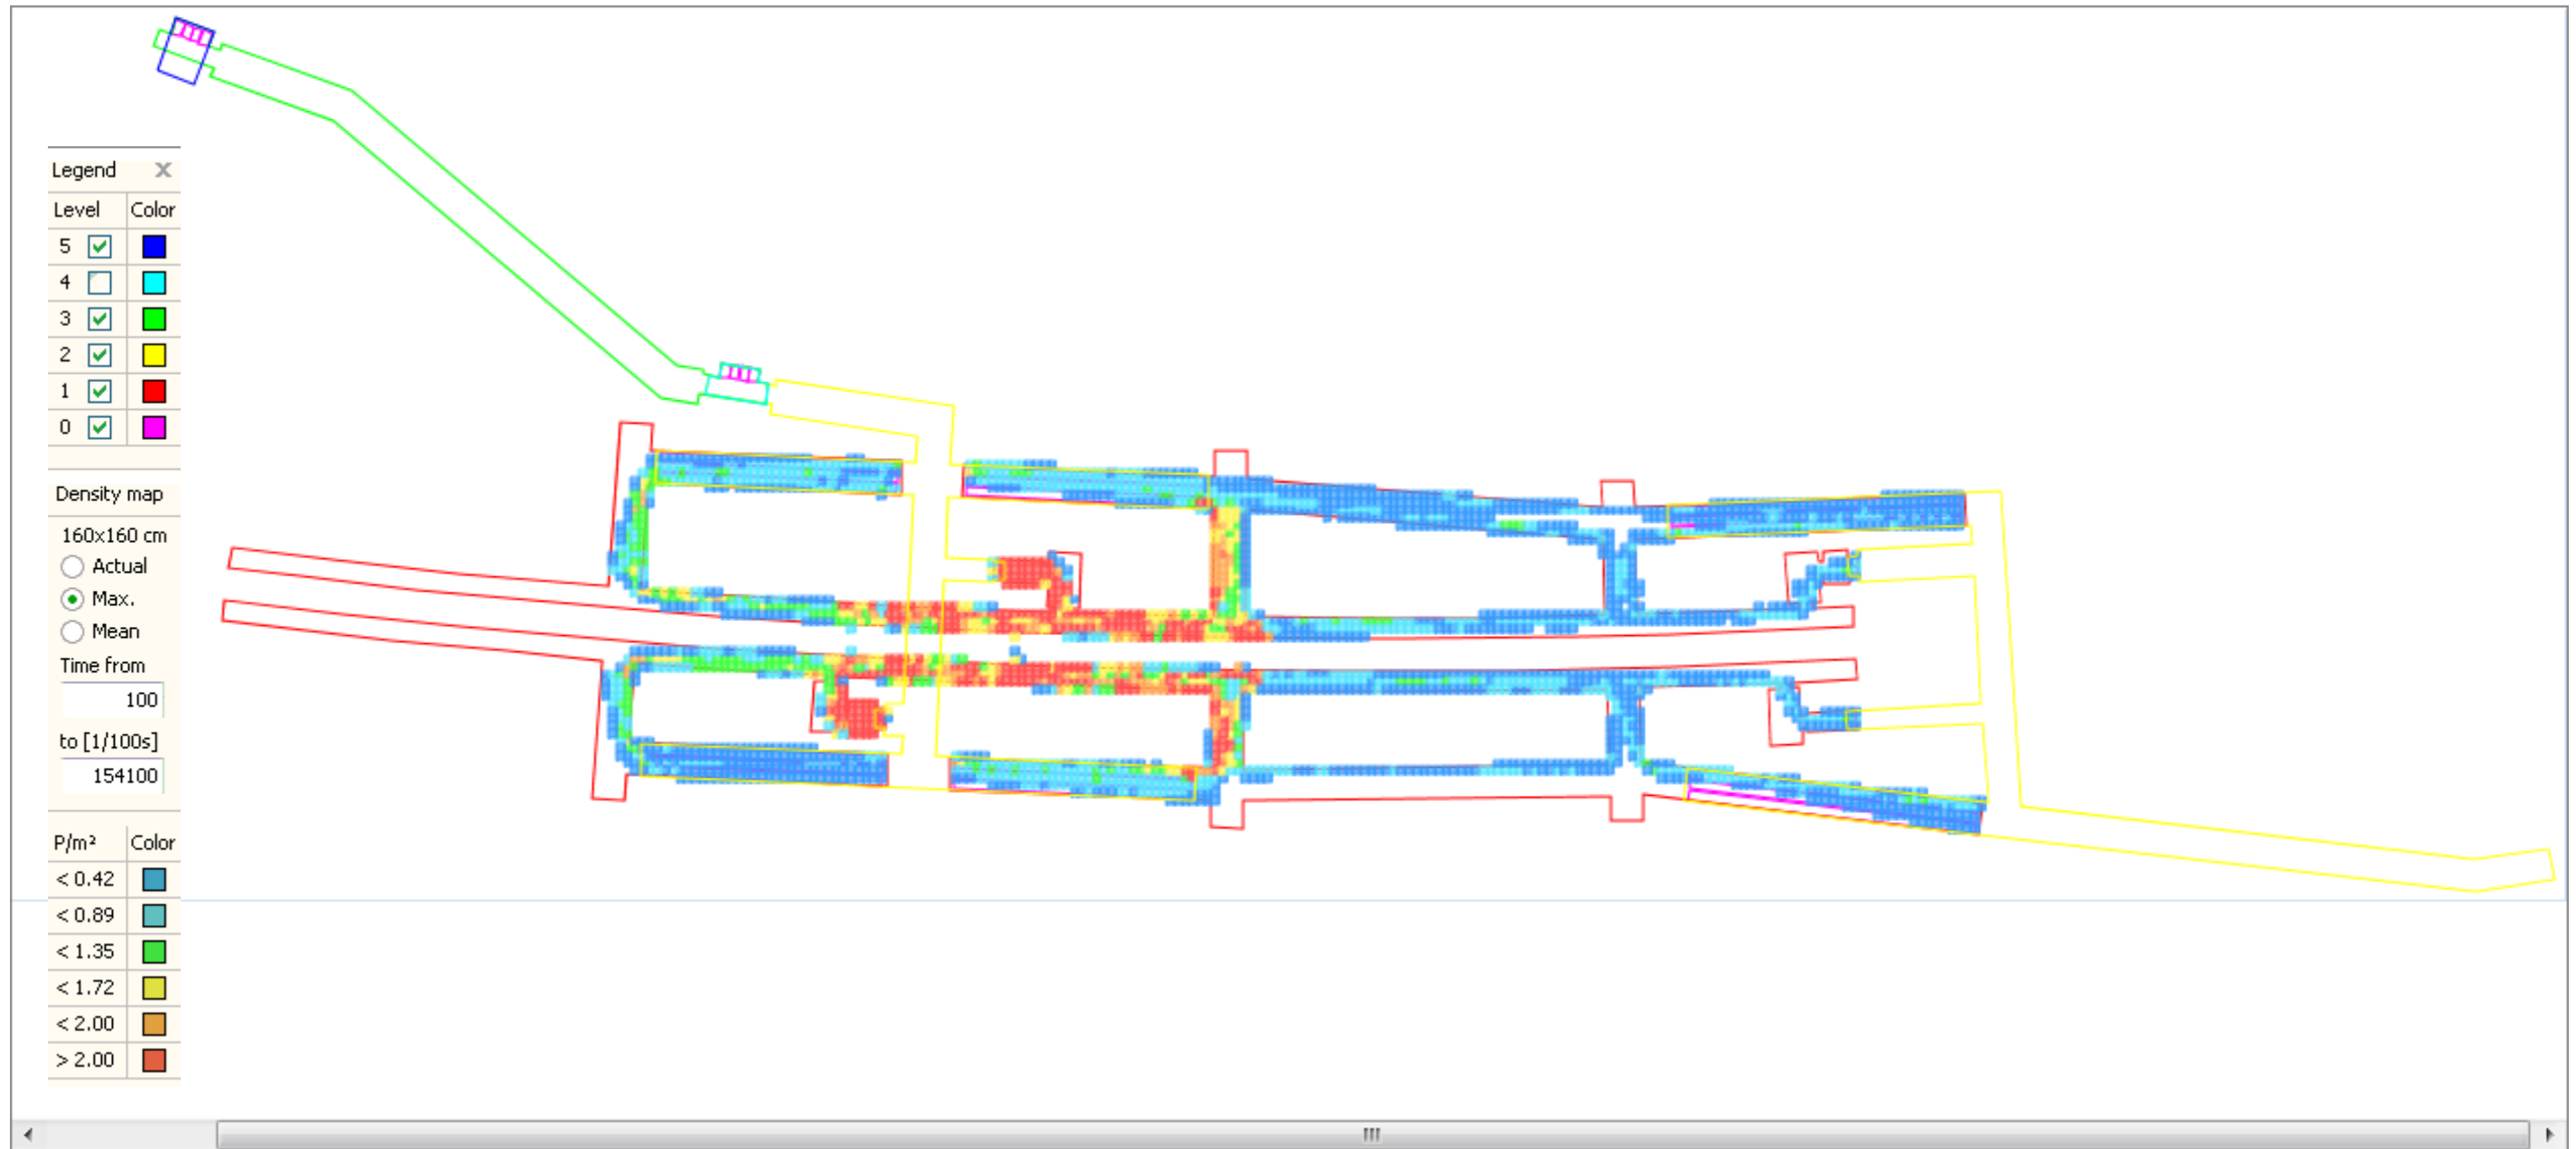 Legend X
Level Color
5
4
3
2
1
0
Density map
160x160 cm
Actual
Max.
Mean
Time from
100
to [1/100s]
154100
P/m² Color
< 0.42
< 0.89
< 1.35
< 1.72
< 2.00
> 2.00